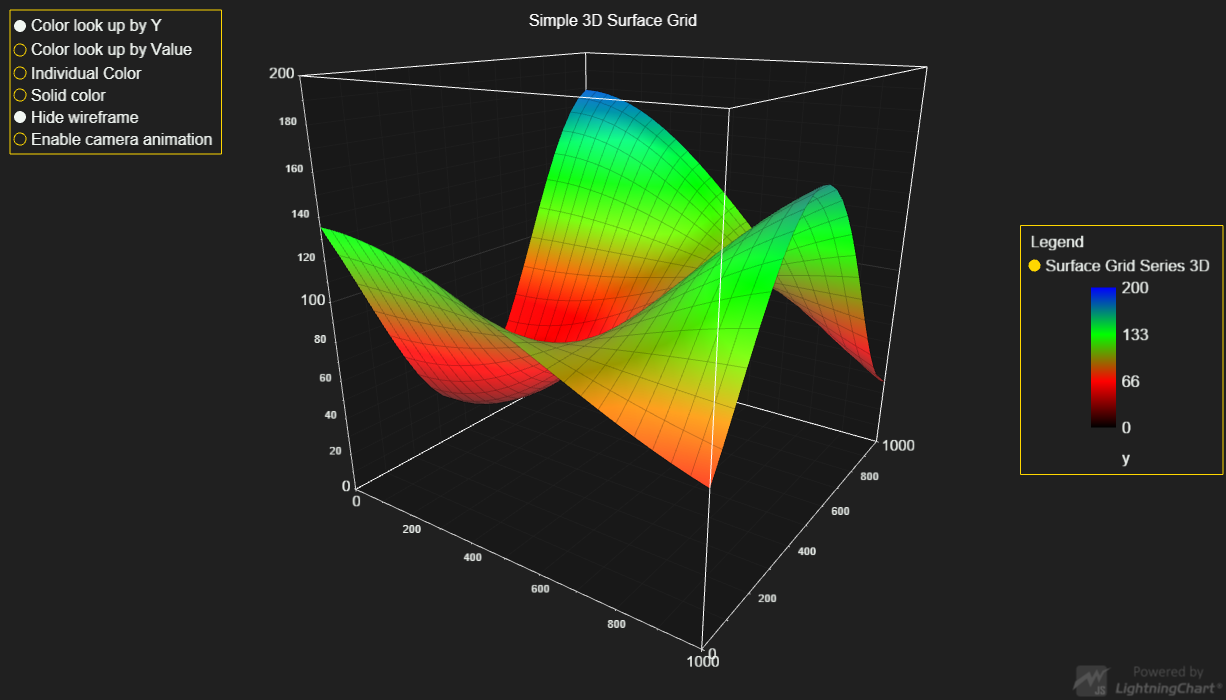 Simple 3D Surface Grid
Color look up by Y
Color look up by Value
Individual Color
Solid color
Hide wireframe
Enable camera animation
200
180
160
140
120
100
80
60
40
20
0
0
200
400
600
800
1000
0
200
400
600
800
1000
Legend
Surface Grid Series 3D
200
133
66
0
y
Powered by
JS LightningChart®